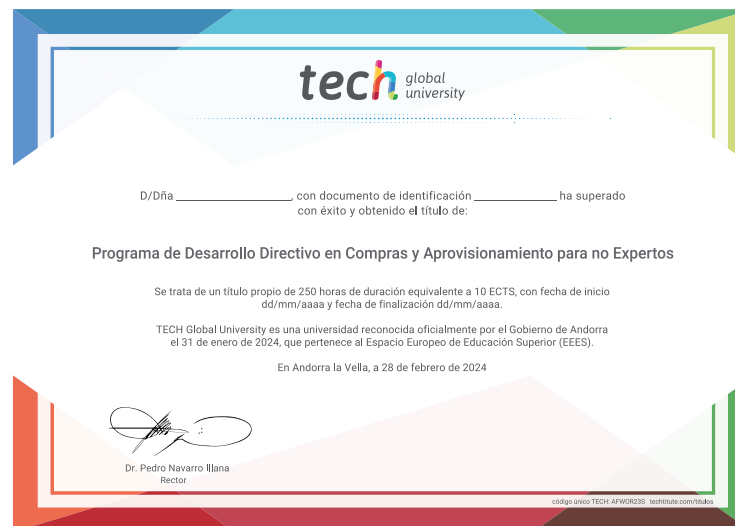 tech global university
D/Dña _________________, con documento de identificación ____________ ha superado
con éxito y obtenido el título de:
Programa de Desarrollo Directivo en Compras y Aprovisionamiento para no Expertos
Se trata de un título propio de 250 horas de duración equivalente a 10 ECTS, con fecha de inicio
dd/mm/aaaa y fecha de finalización dd/mm/aaaa.
TECH Global University es una universidad reconocida oficialmente por el Gobierno de Andorra
el 31 de enero de 2024, que pertenece al Espacio Europeo de Educación Superior (EEES).
En Andorra la Vella, a 28 de febrero de 2024
Dr. Pedro Navarro Illana
Rector
código único TECH: AFWOR23S techtitute.com/titulos